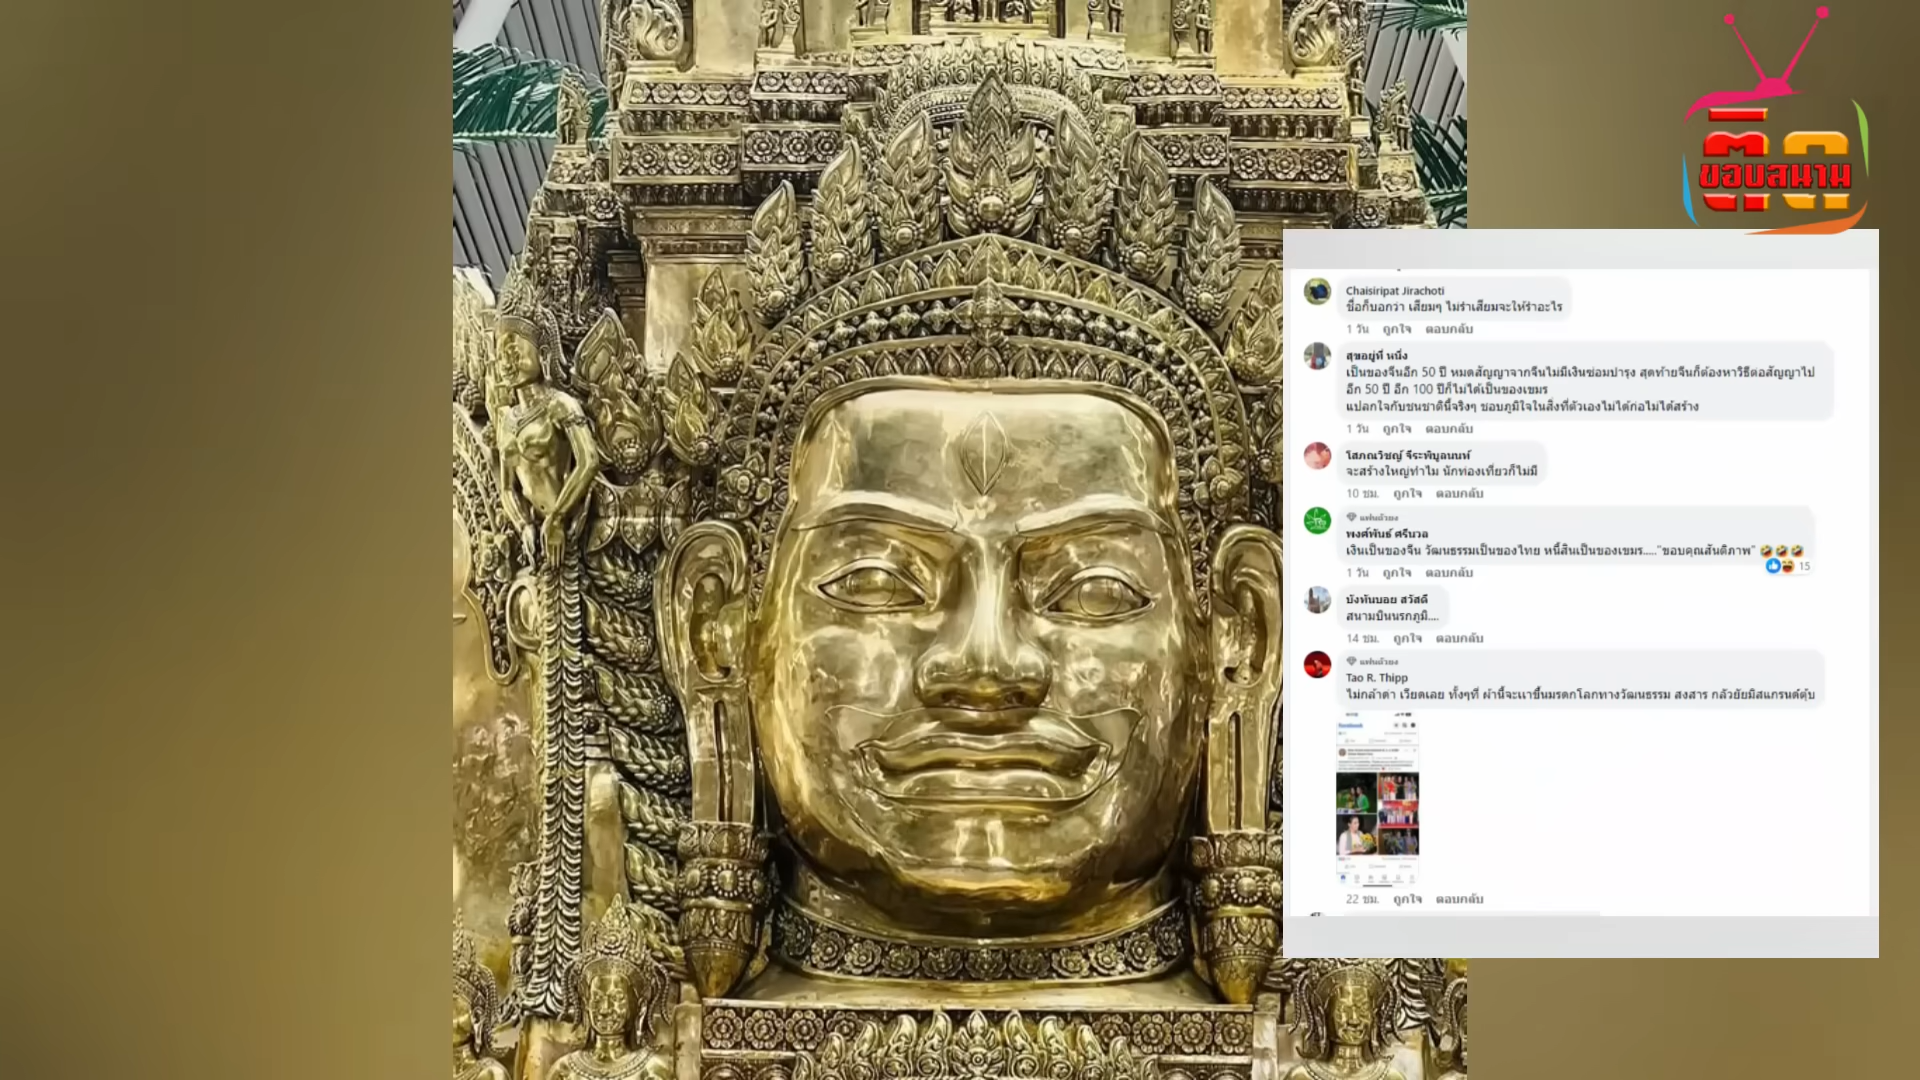 ติด
ขอบสนาม
Chaisiripat Jirachoti
ชื่อก็บอกว่า เสียมๆ ไม่รำเสียมจะให้รำอะไร
1 วัน ถูกใจ ตอบกลับ
สุขอยู่ที่ หนึ่ง
เป็นของจีนอีก 50 ปี หมดสัญญาจากจีนไม่มีเงินซ่อมบำรุง สุดท้ายจีนก็ต้องหาวิธีต่อสัญญาไป
อีก 50 ปี อีก 100 ปีก็ไม่ได้เป็นของเขมร
แปลกใจกับชนชาตินี้จริงๆ ชอบภูมิใจในสิ่งที่ตัวเองไม่ได้ก่อไม่ได้สร้าง
1 วัน ถูกใจ ตอบกลับ
โสภณวิชญ์ จีระพิบูลนนท์
จะสร้างใหญ่ทำไม นักท่องเที่ยวก็ไม่มี
10 ชม. ถูกใจ ตอบกลับ
แฟนตัวยง
พงศ์พันธ์ ศรีนวล
เงินเป็นของจีน วัฒนธรรมเป็นของไทย หนี้สินเป็นของเขมร....."ขอบคุณสันติภาพ" 🤣🤣🤣
15
1 วัน ถูกใจ ตอบกลับ
บังหันบอย สวัสดี
สนามบินนรกภูมิ....
14 ชม. ถูกใจ ตอบกลับ
แฟนตัวยง
Tao R. Thipp
ไม่กล้าด่า เวียดเลย ทั้งๆที่ ผ้านี้จะเาขึ้นมรดกโลกทางวัฒนธรรม สงสาร กลัวยัยมิสแกรนด์ตุ๊บ
22 ชม. ถูกใจ ตอบกลับ